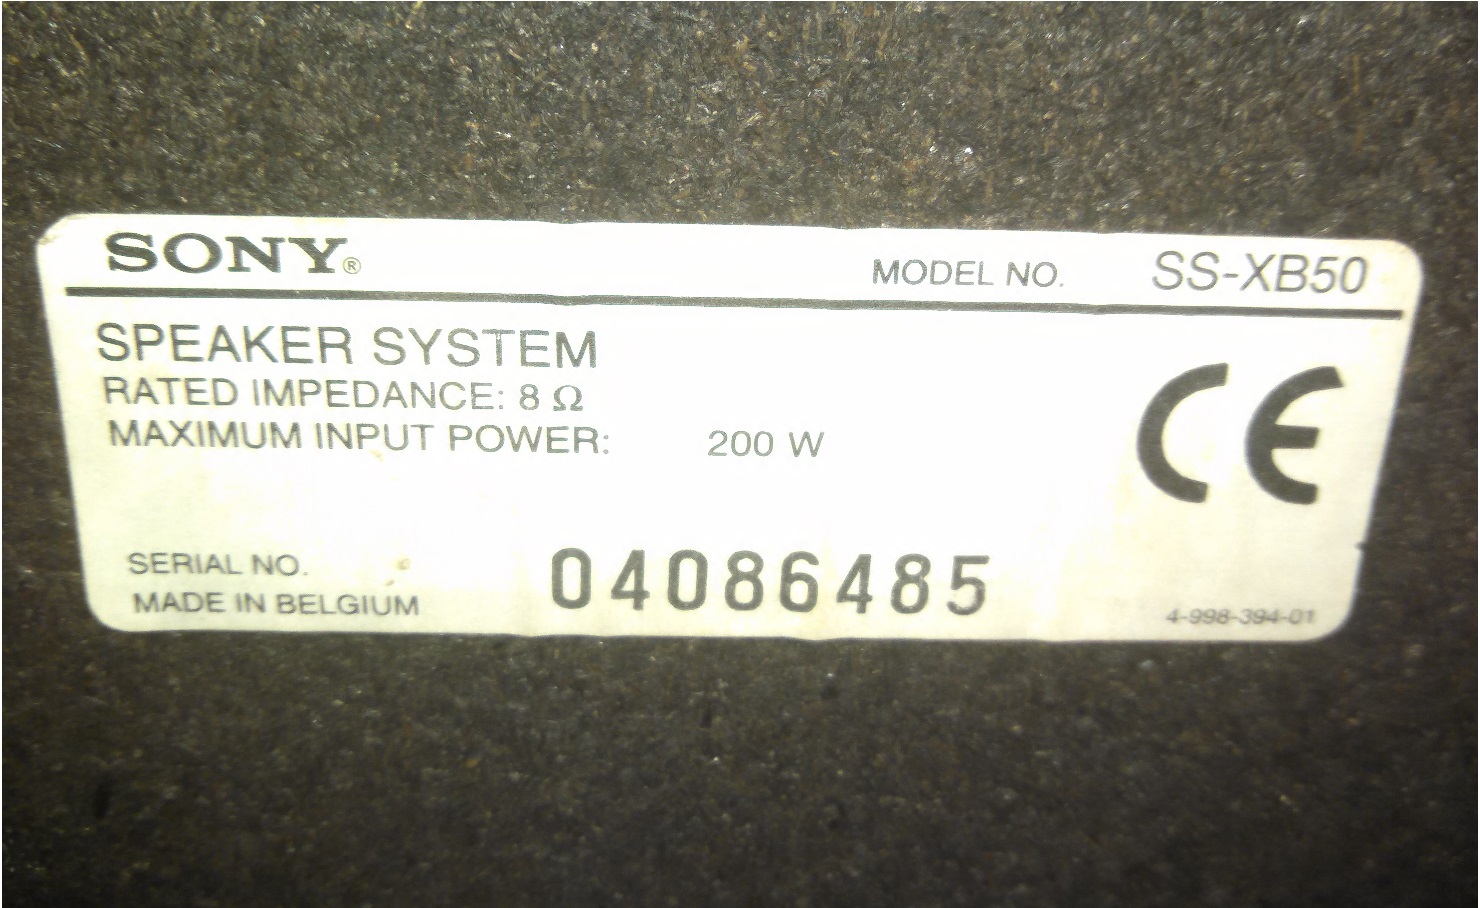 SONY®
MODEL NO. SS-XB50
SPEAKER SYSTEM
RATED IMPEDANCE: 8 Ω
MAXIMUM INPUT POWER: 200 W
CE
SERIAL NO. 04086485
MADE IN BELGIUM
4-998-394-01